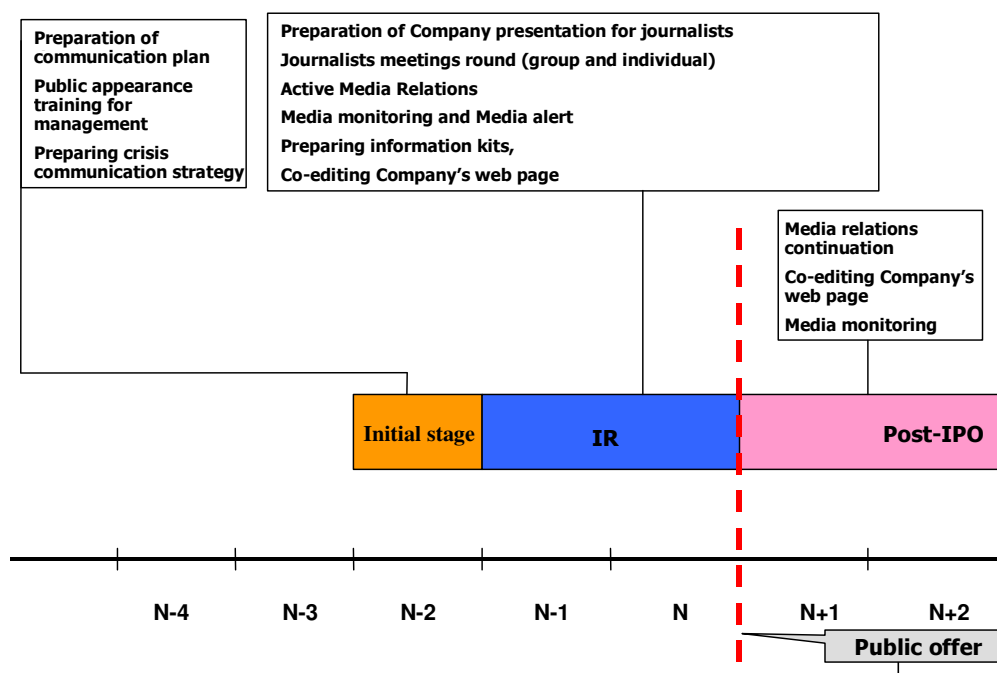 Preparation of
communication plan
Public appearance
training for
management
Preparing crisis
communication strategy
Preparation of Company presentation for journalists
Journalists meetings round (group and individual)
Active Media Relations
Media monitoring and Media alert
Preparing information kits,
Co-editing Company’s web page
Media relations
continuation
Co-editing Company’s
web page
Media monitoring
Initial stage
IR
Post-IPO
N-4
N-3
N-2
N-1
N
N+1
N+2
Public offer